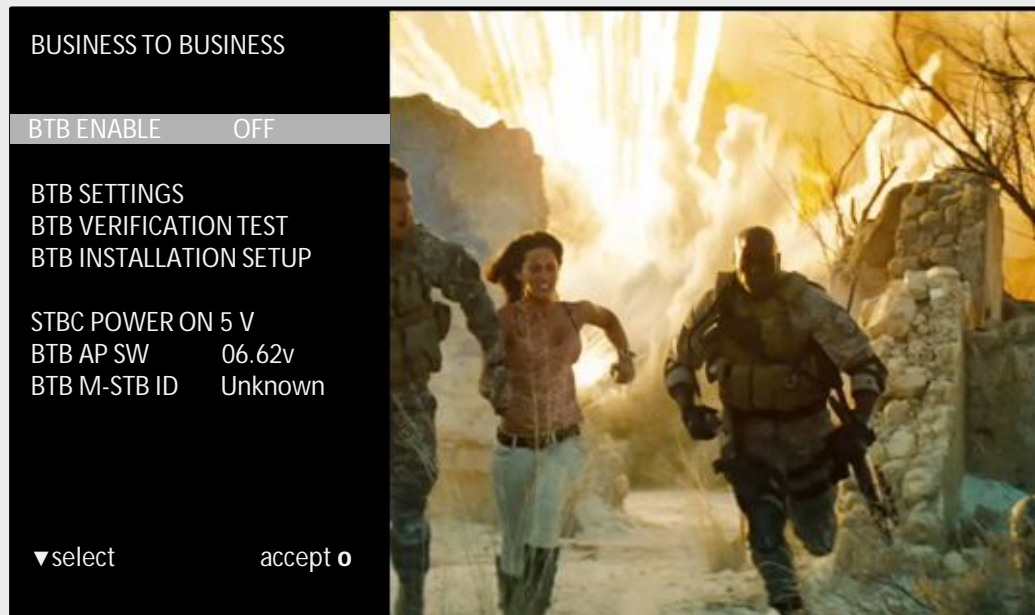 BUSINESS TO BUSINESS
BTB ENABLE OFF
BTB SETTINGS
BTB VERIFICATION TEST
BTB INSTALLATION SETUP
STBC POWER ON 5 V
BTB AP SW 06.62v
BTB M-STB ID Unknown
▼select accept o